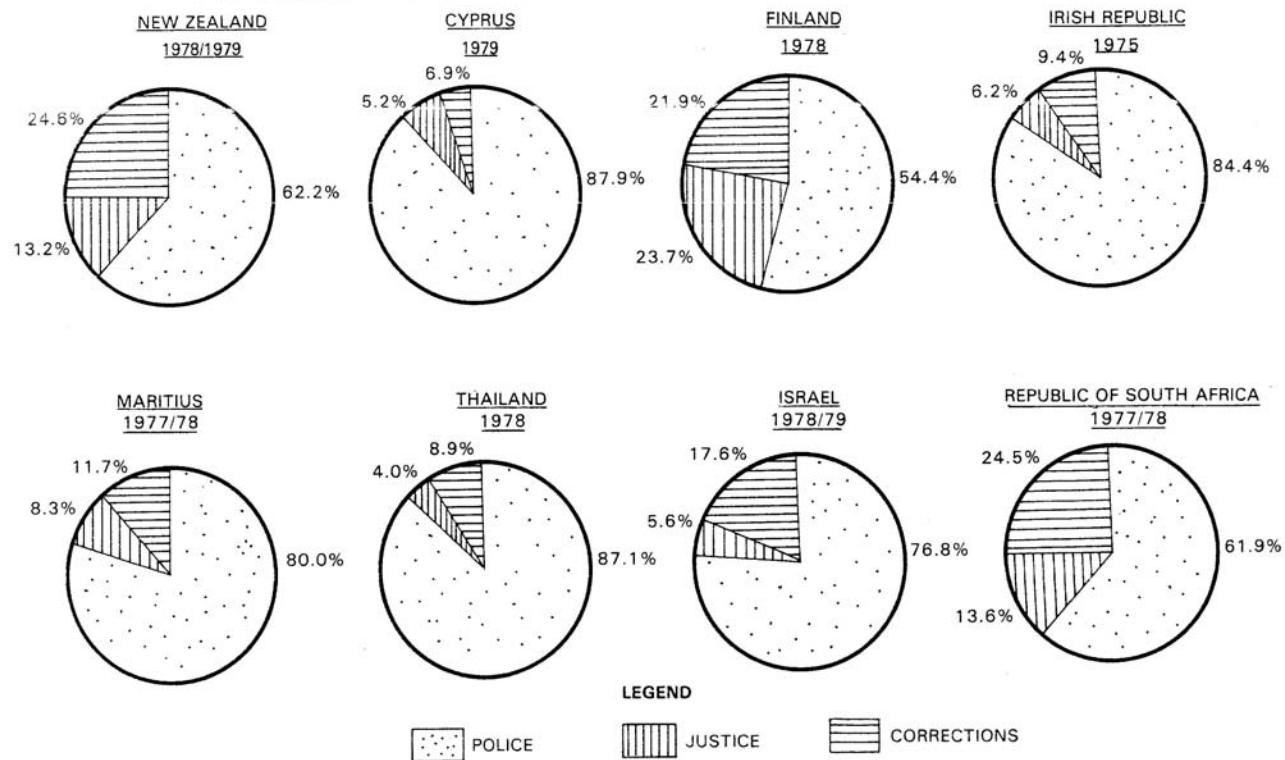 NEW ZEALAND
1978/1979
24.6%
62.2%
13.2%
CYPRUS
1979
6.9%
5.2%
87.9%
FINLAND
1978
21.9%
54.4%
23.7%
IRISH REPUBLIC
1975
9.4%
6.2%
84.4%
MARITIUS
1977/78
11.7%
8.3%
80.0%
THAILAND
1978
8.9%
4.0%
87.1%
ISRAEL
1978/79
17.6%
5.6%
76.8%
REPUBLIC OF SOUTH AFRICA
1977/78
24.5%
61.9%
13.6%
LEGEND
POLICE
JUSTICE
CORRECTIONS